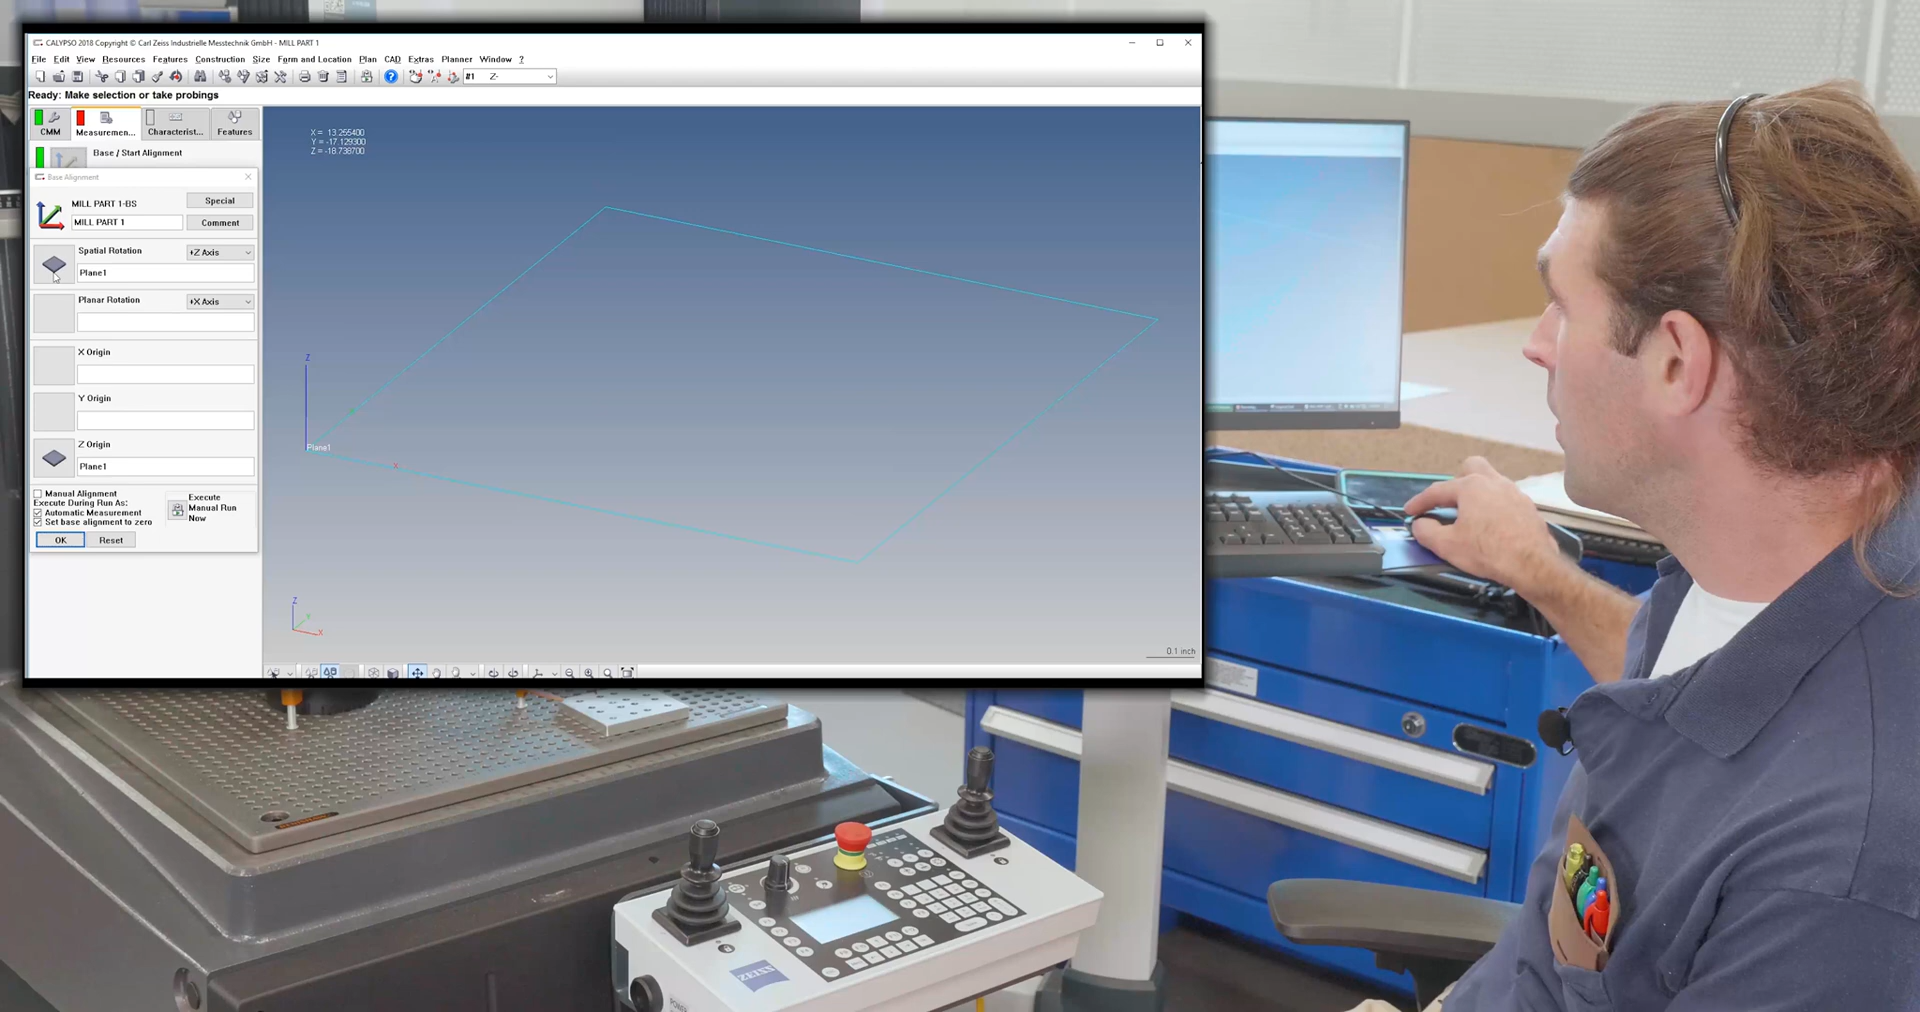 CALYPSO 2018 Copyright © Carl Zeiss Industrielle Messtechnik GmbH - MILL PART 1
File Edit View Resources Features Construction Size Form and Location Plan CAD Extras Planner Window ?
#1 Z-
Ready: Make selection or take probings
CMM Measuremen... Characterist... Features
Base / Start Alignment
Base Alignment
MILL PART 1-BS Special
MILL PART 1 Comment
Spatial Rotation +Z Axis
Plane1
Planar Rotation +X Axis
X Origin
Y Origin
Z Origin
Plane1
Manual Alignment
Execute During Run As:
Automatic Measurement
Set base alignment to zero
Execute
Manual Run
Now
OK Reset
X = 13.255400
Y = -17.129300
Z = -18.738700
Z
Plane1
X
Z
Y
X
0.1 inch
ZEISS